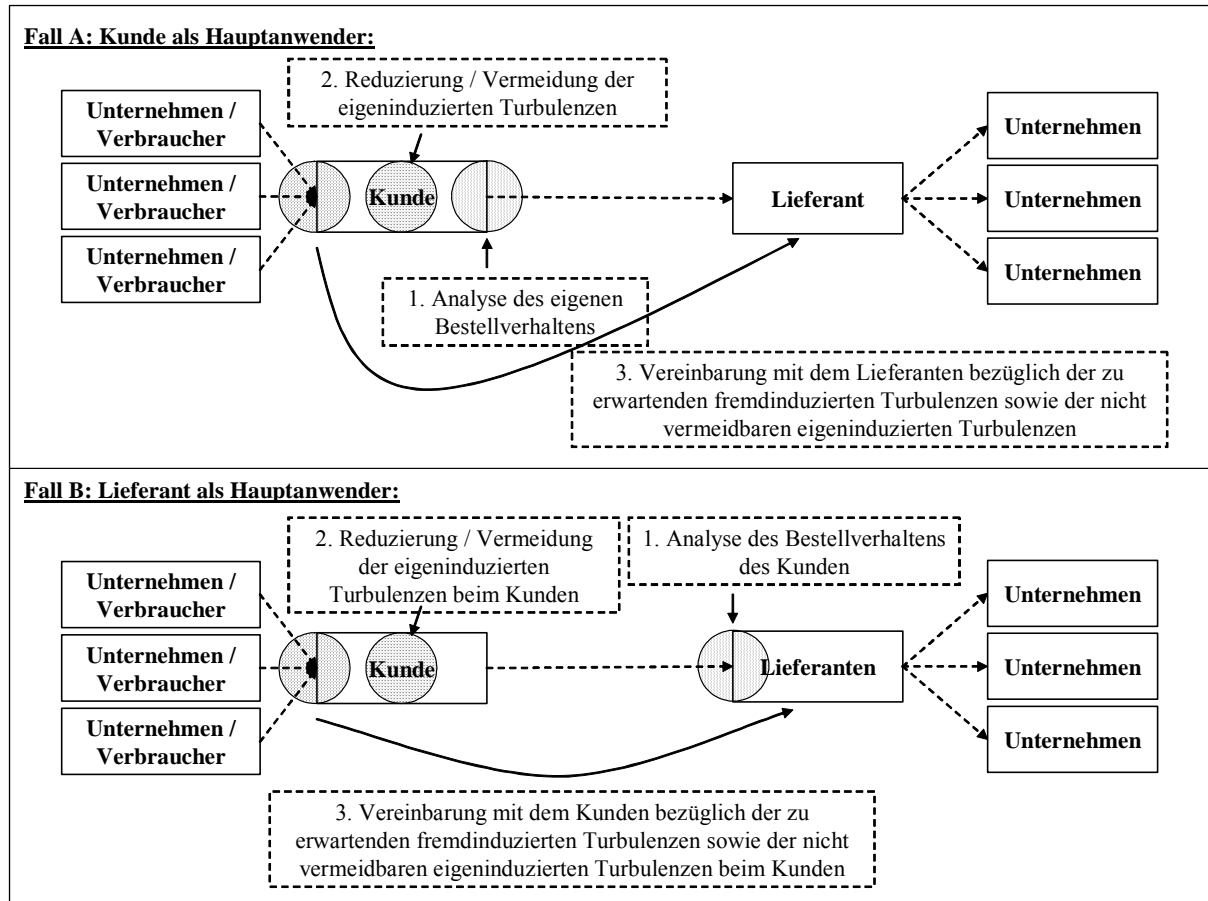 Fall A: Kunde als Hauptanwender:
2. Reduzierung / Vermeidung der
eigeninduzierten Turbulenzen
Unternehmen /
Verbraucher
Unternehmen /
Verbraucher
Unternehmen /
Verbraucher
Kunde
Lieferant
Unternehmen
Unternehmen
Unternehmen
1. Analyse des eigenen
Bestellverhaltens
3. Vereinbarung mit dem Lieferanten bezüglich der zu
erwartenden fremdinduzierten Turbulenzen sowie der nicht
vermeidbaren eigeninduzierten Turbulenzen
Fall B: Lieferant als Hauptanwender:
2. Reduzierung / Vermeidung
der eigeninduzierten
Turbulenzen beim Kunden
1. Analyse des Bestellverhaltens
des Kunden
Unternehmen /
Verbraucher
Unternehmen /
Verbraucher
Unternehmen /
Verbraucher
Kunde
Lieferanten
Unternehmen
Unternehmen
Unternehmen
3. Vereinbarung mit dem Kunden bezüglich der zu
erwartenden fremdinduzierten Turbulenzen sowie der nicht
vermeidbaren eigeninduzierten Turbulenzen beim Kunden